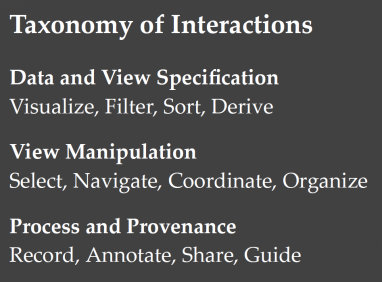 Taxonomy of Interactions
Data and View Specification
Visualize, Filter, Sort, Derive
View Manipulation
Select, Navigate, Coordinate, Organize
Process and Provenance
Record, Annotate, Share, Guide